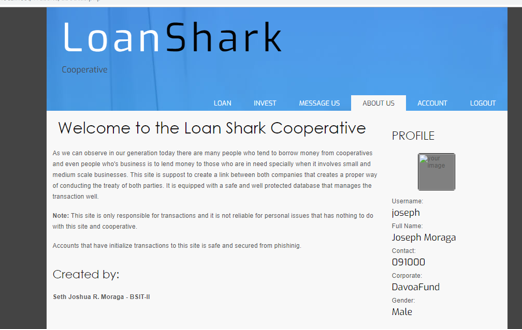 LoanShark
Cooperative
LOAN INVEST MESSAGE US ABOUT US ACCOUNT LOGOUT
Welcome to the Loan Shark Cooperative
As we can observe in our generation today there are many people who tend to borrow money from cooperatives
and even people who's business is to lend money to those who are in need specially when it involves small and
medium scale businesses. This site is suppost to create a link between both companies that creates a proper way
of conducting the treaty of both parties. It is equipped with a safe and well protected database that manages the
transaction well.
Note: This site is only responsible for transactions and it is not reliable for personal issues that has nothing to do
with this site and cooperative.
Accounts that have initialize transactions to this site is safe and secured from phishing.
Created by:
Seth Joshua R. Moraga - BSIT-II
PROFILE
your
image
Username:
joseph
Full Name:
Joseph Moraga
Contact:
091000
Corporate:
DavoaFund
Gender:
Male